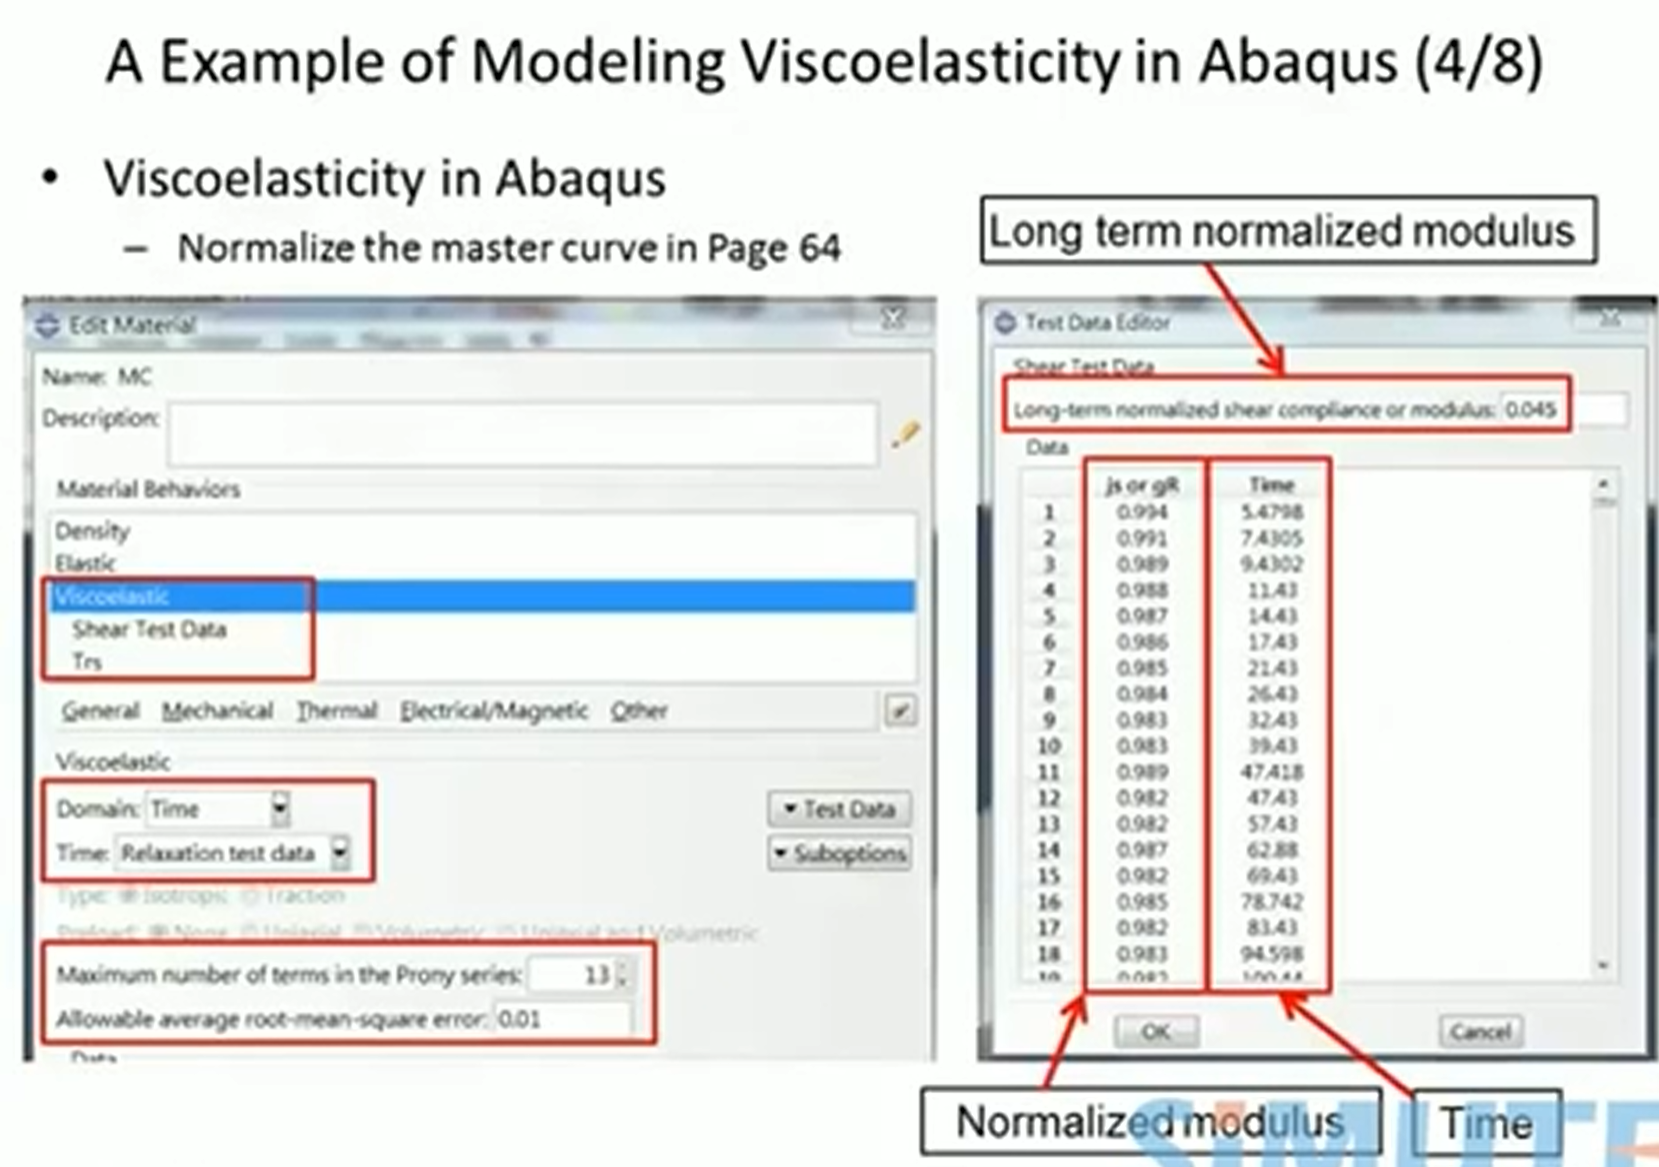 A Example of Modeling Viscoelasticity in Abaqus (4/8)
• Viscoelasticity in Abaqus
– Normalize the master curve in Page 64
Long term normalized modulus
Edit Material
Name: MC
Description:
Material Behaviors
Density
Elastic
Viscoelastic
Shear Test Data
Trs
General Mechanical Thermal Electrical/Magnetic Other
Viscoelastic
Domain: Time
Test Data
Time: Relaxation test data
Suboptions
Type: Isotropic Traction
Preload: None Uniaxial Volumetric Uniaxial and Volumetric
Maximum number of terms in the Prony series: 13
Allowable average root-mean-square error: 0.01
Data
Test Data Editor
Shear Test Data
Long-term normalized shear compliance or modulus: 0.045
Data
js or gR Time
1 0.994 5.4798
2 0.991 7.4305
3 0.989 9.4302
4 0.988 11.43
5 0.987 14.43
6 0.986 17.43
7 0.985 21.43
8 0.984 26.43
9 0.983 32.43
10 0.983 39.43
11 0.989 47.418
12 0.982 47.43
13 0.982 57.43
14 0.987 62.88
15 0.982 69.43
16 0.985 78.742
17 0.982 83.43
18 0.983 94.598
19 0.982 100.44
OK Cancel
Normalized modulus
Time